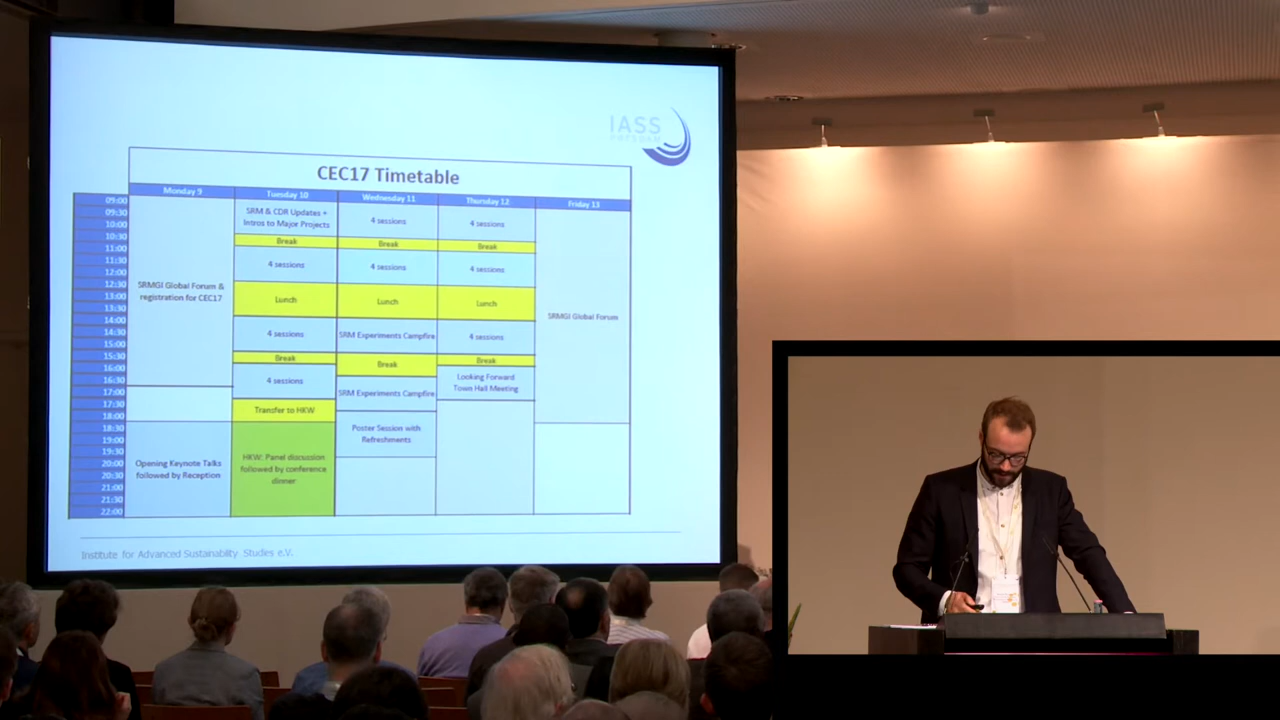 IASS
POTSDAM
CEC17 Timetable
Monday 9
Tuesday 10
Wednesday 11
Thursday 12
Friday 13
09:00
09:30
10:00
10:30
11:00
11:30
12:00
12:30
13:00
13:30
14:00
14:30
15:00
15:30
16:00
16:30
17:00
17:30
18:00
18:30
19:00
19:30
20:00
20:30
21:00
21:30
22:00
SRMGI Global Forum &
registration for CEC17
Opening Keynote Talks
followed by Reception
SRM & CDR Updates +
Intros to Major Projects
Break
4 sessions
Lunch
4 sessions
Break
4 sessions
Transfer to HKW
HKW: Panel discussion
followed by conference
dinner
4 sessions
Break
4 sessions
Lunch
SRM Experiments Campfire
Break
SRM Experiments Campfire
Poster Session with
Refreshments
4 sessions
Break
4 sessions
Lunch
4 sessions
Break
Looking Forward
Town Hall Meeting
SRMGI Global Forum
Institute for Advanced Sustainability Studies e.V.